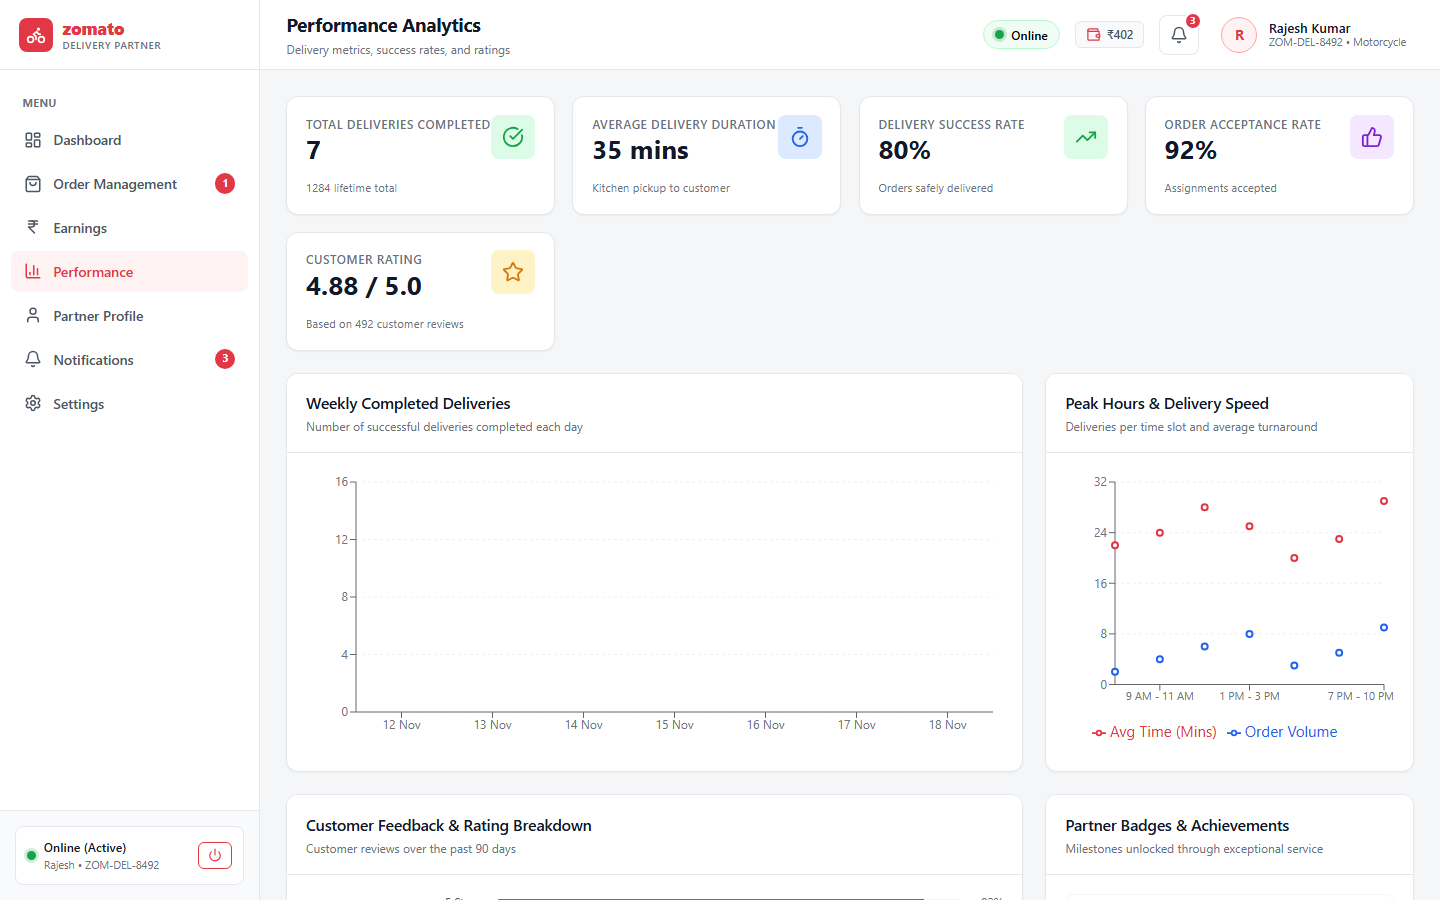 zomato
DELIVERY PARTNER
Performance Analytics
Delivery metrics, success rates, and ratings
Online
₹402
3
R
Rajesh Kumar
ZOM-DEL-8492 • Motorcycle
MENU
Dashboard
Order Management
1
Earnings
Performance
Partner Profile
Notifications
3
Settings
Online (Active)
Rajesh • ZOM-DEL-8492
TOTAL DELIVERIES COMPLETED
7
1284 lifetime total
AVERAGE DELIVERY DURATION
35 mins
Kitchen pickup to customer
DELIVERY SUCCESS RATE
80%
Orders safely delivered
ORDER ACCEPTANCE RATE
92%
Assignments accepted
CUSTOMER RATING
4.88 / 5.0
Based on 492 customer reviews
Weekly Completed Deliveries
Number of successful deliveries completed each day
16
12
8
4
0
12 Nov
13 Nov
14 Nov
15 Nov
16 Nov
17 Nov
18 Nov
Peak Hours & Delivery Speed
Deliveries per time slot and average turnaround
32
24
16
8
0
9 AM - 11 AM
1 PM - 3 PM
7 PM - 10 PM
Avg Time (Mins)
Order Volume
Customer Feedback & Rating Breakdown
Customer reviews over the past 90 days
Partner Badges & Achievements
Milestones unlocked through exceptional service